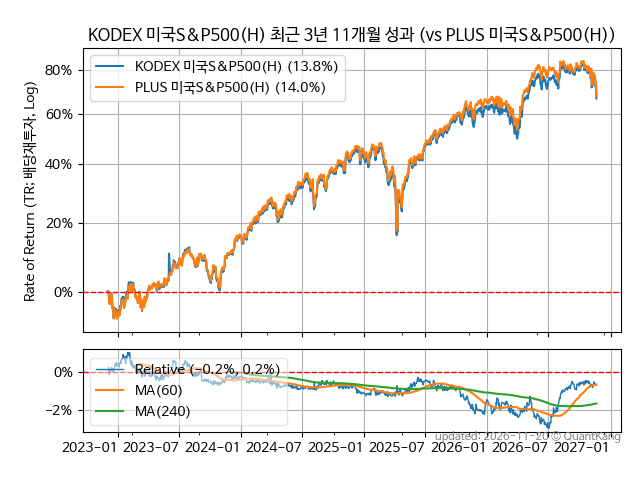 KODEX 미국S&P500(H) 최근 3년 11개월 성과 (vs PLUS 미국S&P500(H))
Rate of Return (TR: 배당재투자, Log)
80%
60%
40%
20%
0%
KODEX 미국S&P500(H) (13.8%)
PLUS 미국S&P500(H) (14.0%)
0%
−2%
Relative (−0.2%, 0.2%)
MA(60)
MA(240)
updated: 2026-11-20 © QuantKang
2023-01 2023-07 2024-01 2024-07 2025-01 2025-07 2026-01 2026-07 2027-01